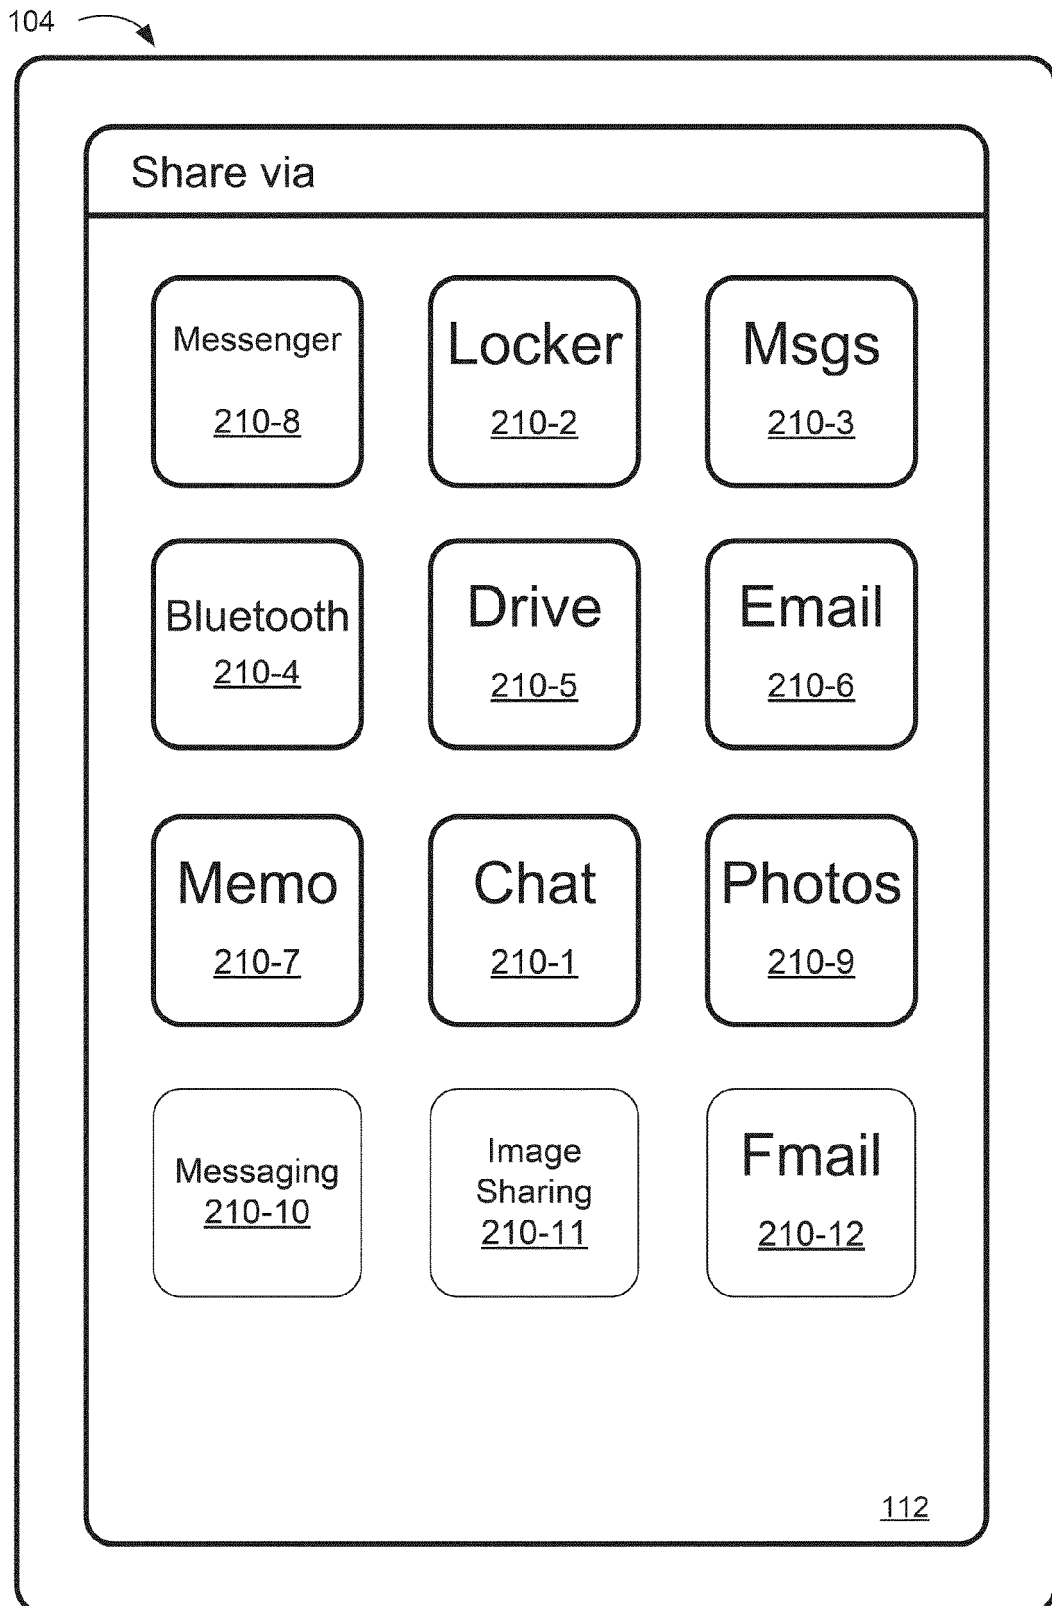 104
Share via
Messenger
210-8
Locker
210-2
Msgs
210-3
Bluetooth
210-4
Drive
210-5
Email
210-6
Memo
210-7
Chat
210-1
Photos
210-9
Messaging
210-10
Image
Sharing
210-11
Fmail
210-12
112